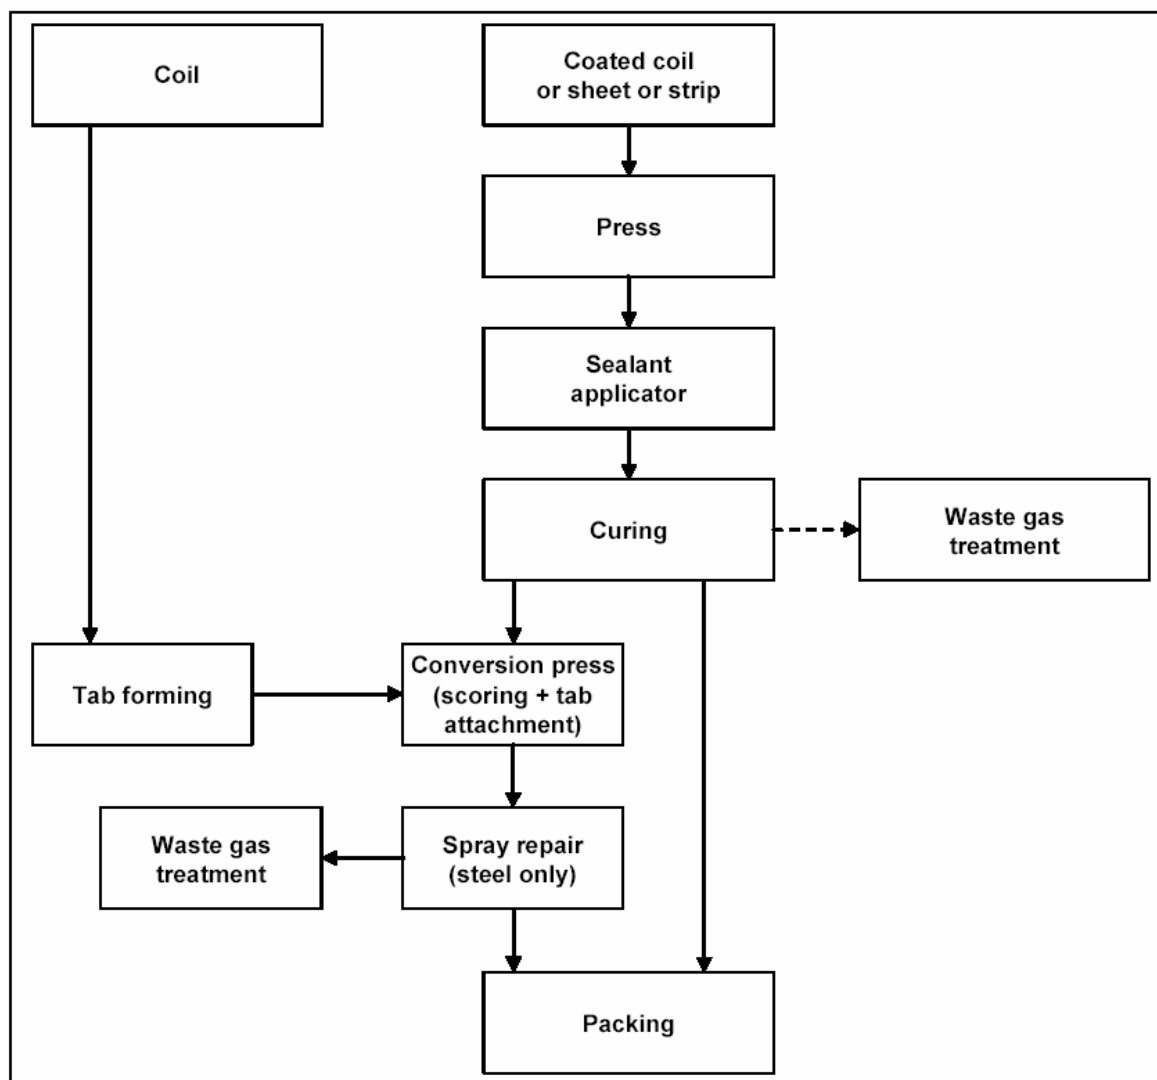 Coil
Coated coil
or sheet or strip
Press
Sealant
applicator
Curing
Waste gas
treatment
Tab forming
Conversion press
(scoring + tab
attachment)
Waste gas
treatment
Spray repair
(steel only)
Packing